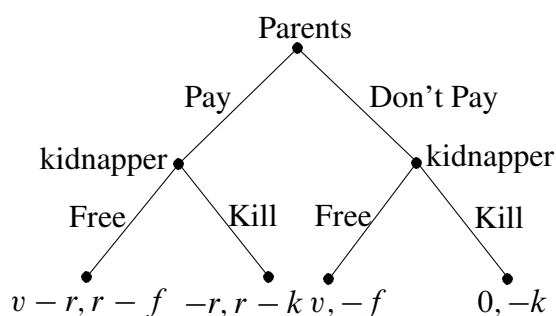 Parents
Pay Don't Pay
kidnapper kidnapper
Free Kill Free Kill
v − r, r − f −r, r − k v, −f 0, −k